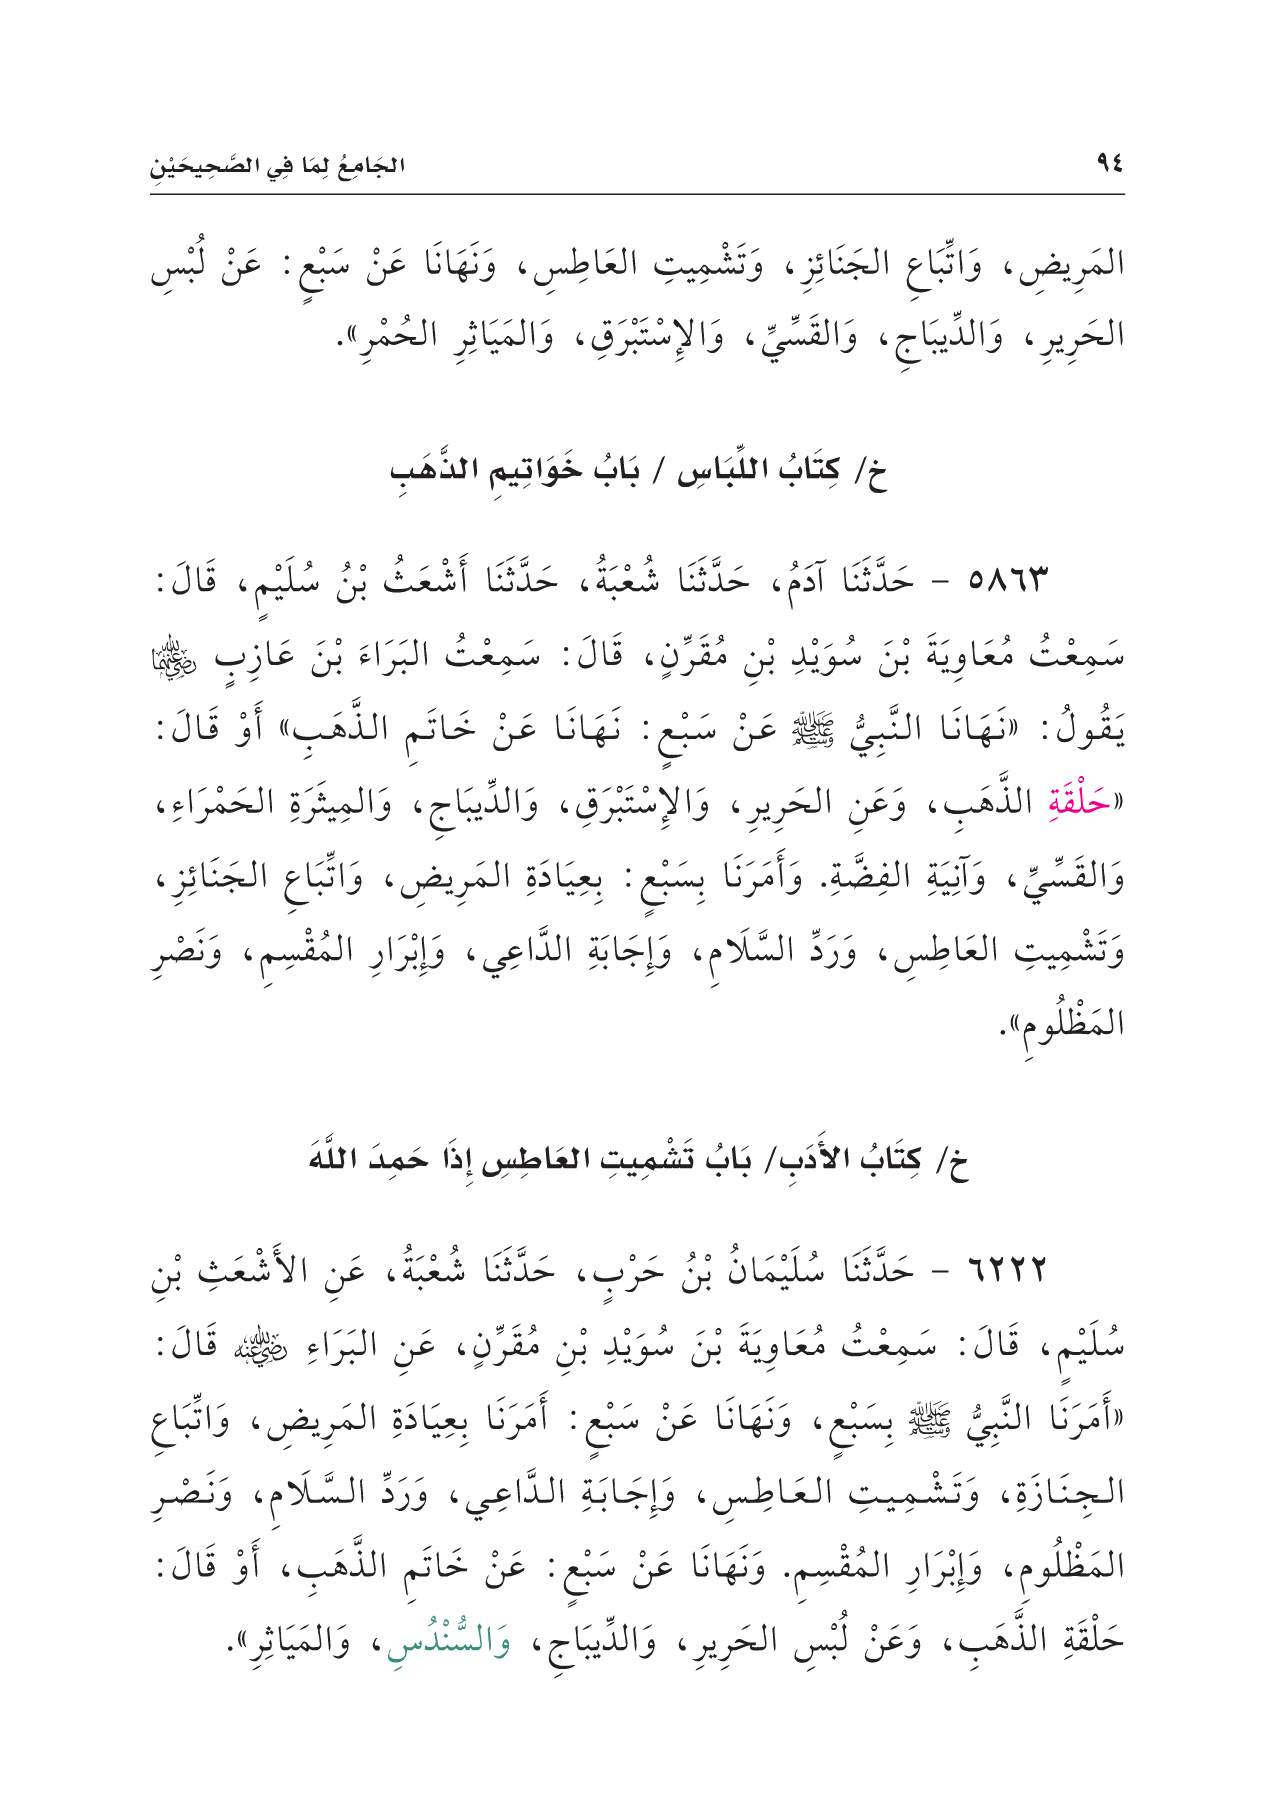 ٩٤
الجَامِعُ لِمَا فِي الصَّحِيحَيْنِ
المَرِيضِ، وَاتِّبَاعِ الجَنَائِزِ، وَتَشْمِيتِ العَاطِسِ، وَنَهَانَا عَنْ سَبْعٍ: عَنْ لُبْسِ
الحَرِيرِ، وَالدِّيبَاجِ، وَالقَسِّيِّ، وَالإِسْتَبْرَقِ، وَالمَيَاثِرِ الحُمْرِ».
خ/ كِتَابُ اللِّبَاسِ / بَابُ خَوَاتِيمِ الذَّهَبِ
٥٨٦٣ – حَدَّثَنَا آدَمُ، حَدَّثَنَا شُعْبَةُ، حَدَّثَنَا أَشْعَثُ بْنُ سُلَيْمٍ، قَالَ:
سَمِعْتُ مُعَاوِيَةَ بْنَ سُوَيْدِ بْنِ مُقَرِّنٍ، قَالَ: سَمِعْتُ البَرَاءَ بْنَ عَازِبٍ رضي الله عنهما
يَقُولُ: «نَهَانَا النَّبِيُّ ﷺ عَنْ سَبْعٍ: نَهَانَا عَنْ خَاتَمِ الذَّهَبِ» أَوْ قَالَ:
«حَلْقَةِ الذَّهَبِ، وَعَنِ الحَرِيرِ، وَالإِسْتَبْرَقِ، وَالدِّيبَاجِ، وَالمِيثَرَةِ الحَمْرَاءِ،
وَالقَسِّيِّ، وَآنِيَةِ الفِضَّةِ. وَأَمَرَنَا بِسَبْعٍ: بِعِيَادَةِ المَرِيضِ، وَاتِّبَاعِ الجَنَائِزِ،
وَتَشْمِيتِ العَاطِسِ، وَرَدِّ السَّلَامِ، وَإِجَابَةِ الدَّاعِي، وَإِبْرَارِ المُقْسِمِ، وَنَصْرِ
المَظْلُومِ».
خ/ كِتَابُ الأَدَبِ/ بَابُ تَشْمِيتِ العَاطِسِ إِذَا حَمِدَ اللَّهَ
٦٢٢٢ – حَدَّثَنَا سُلَيْمَانُ بْنُ حَرْبٍ، حَدَّثَنَا شُعْبَةُ، عَنِ الأَشْعَثِ بْنِ
سُلَيْمٍ، قَالَ: سَمِعْتُ مُعَاوِيَةَ بْنَ سُوَيْدِ بْنِ مُقَرِّنٍ، عَنِ البَرَاءِ رضي الله عنه قَالَ:
«أَمَرَنَا النَّبِيُّ ﷺ بِسَبْعٍ، وَنَهَانَا عَنْ سَبْعٍ: أَمَرَنَا بِعِيَادَةِ المَرِيضِ، وَاتِّبَاعِ
الجِنَازَةِ، وَتَشْمِيتِ العَاطِسِ، وَإِجَابَةِ الدَّاعِي، وَرَدِّ السَّلَامِ، وَنَصْرِ
المَظْلُومِ، وَإِبْرَارِ المُقْسِمِ. وَنَهَانَا عَنْ سَبْعٍ: عَنْ خَاتَمِ الذَّهَبِ، أَوْ قَالَ:
حَلْقَةِ الذَّهَبِ، وَعَنْ لُبْسِ الحَرِيرِ، وَالدِّيبَاجِ، وَالسُّنْدُسِ، وَالمَيَاثِرِ».